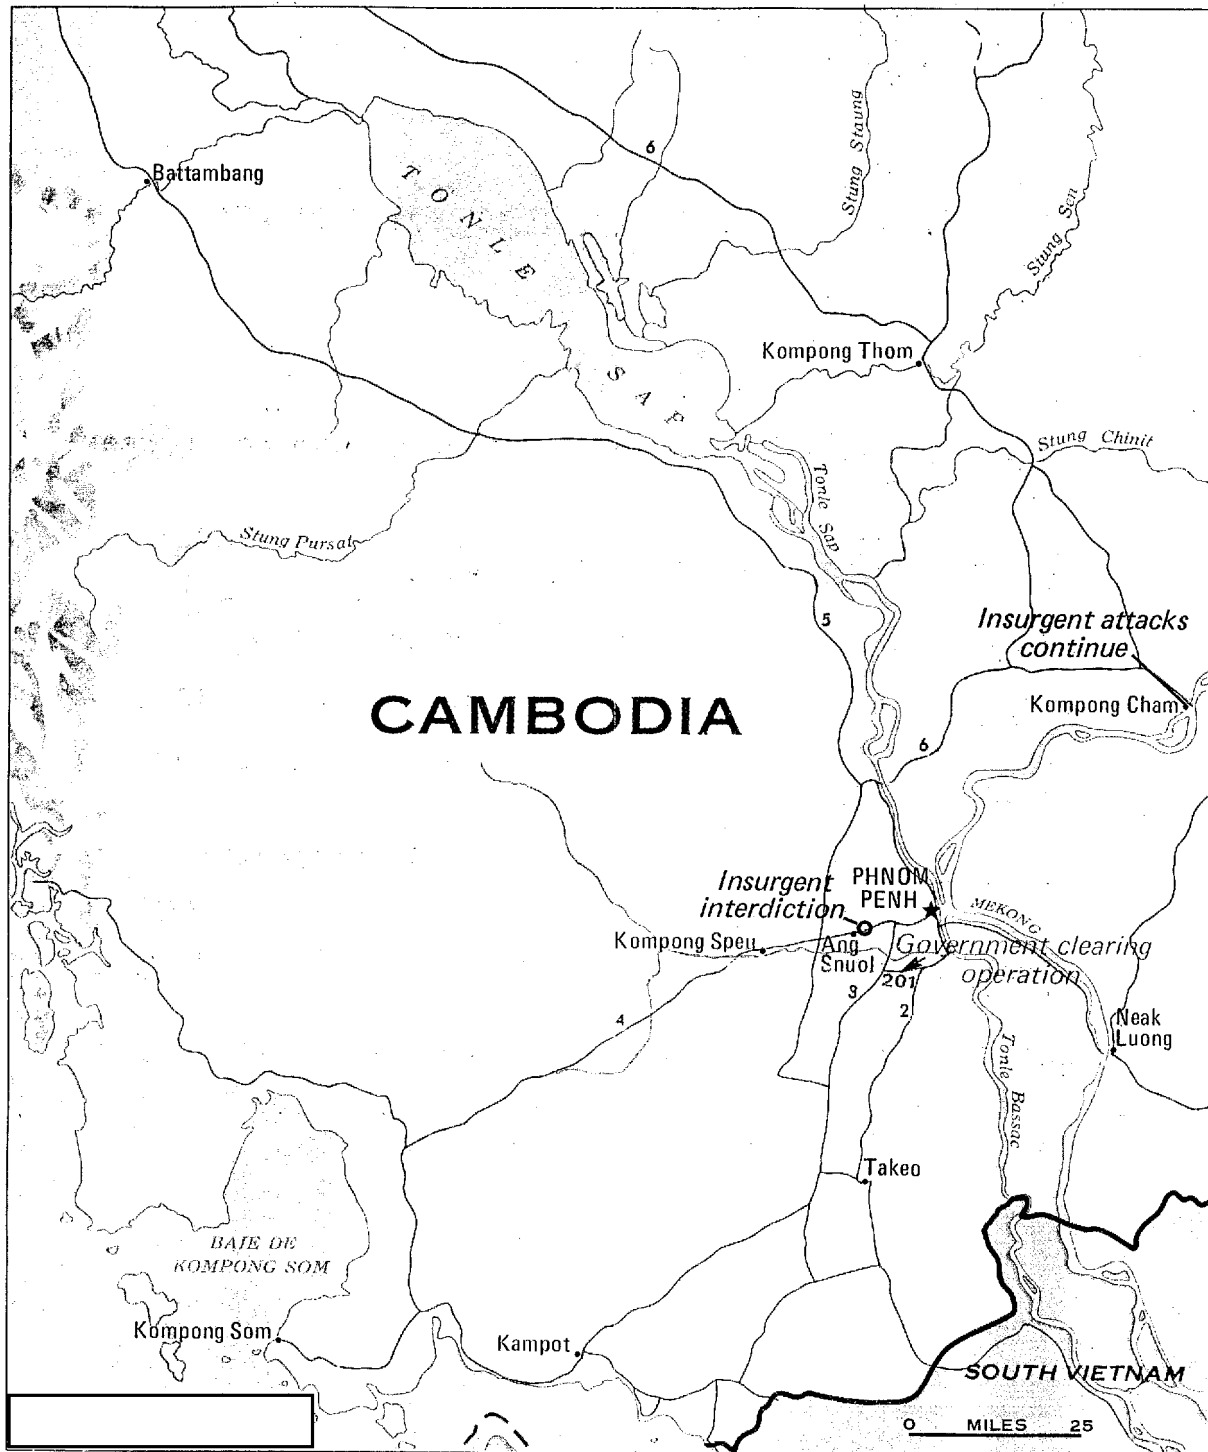 6
Stung Staung
Battambang
Stung Sen
TONLE
SAP
Kompong Thom
Stung Chinit
Tonle Sap
Stung Pursat
5
Insurgent attacks
continue
CAMBODIA
Kompong Cham
6
Insurgent
interdiction
PHNOM
PENH
MEKONG
Kompong Speu
Ang
Snuol
Government clearing
operation
201
3
2
4
Neak
Luong
Tonle Bassac
Takeo
BAIE DE
KOMPONG SOM
Kompong Som
Kampot
SOUTH VIETNAM
0 MILES 25